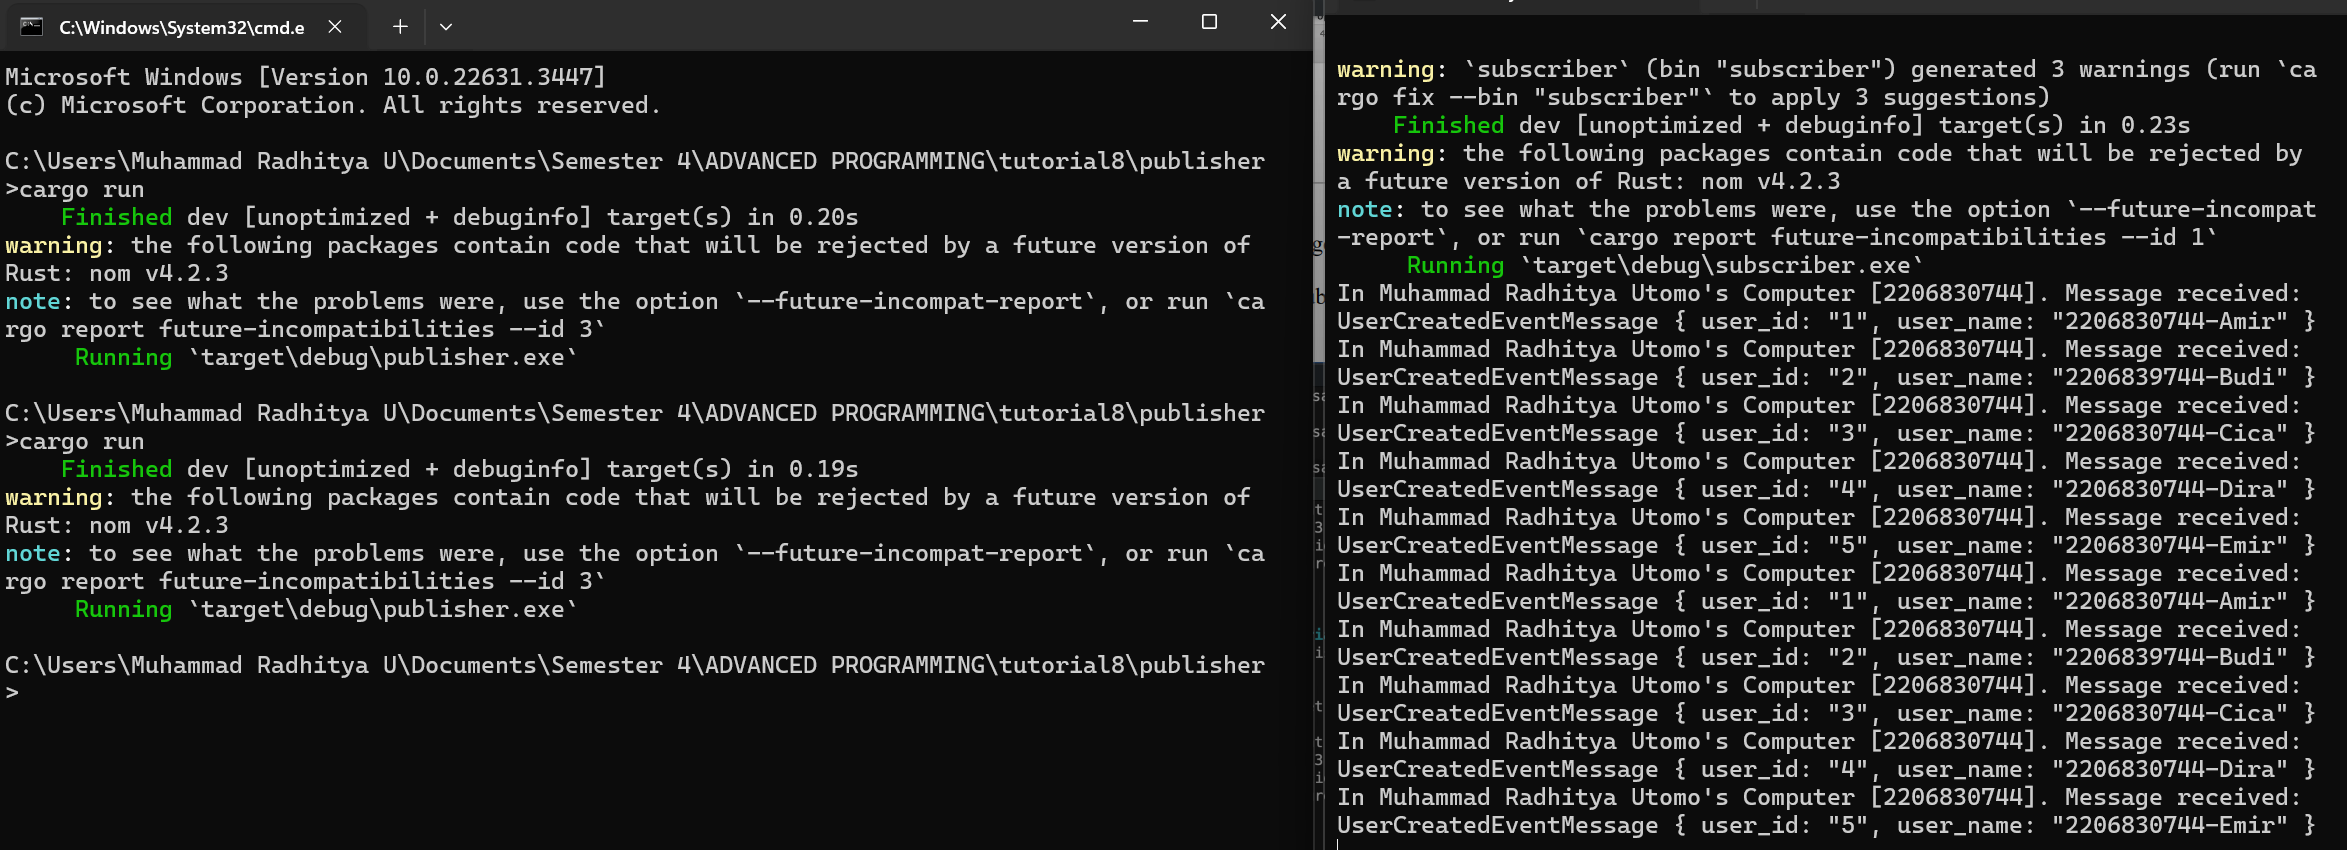 C:\Windows\System32\cmd.e
Microsoft Windows [Version 10.0.22631.3447]
(c) Microsoft Corporation. All rights reserved.
C:\Users\Muhammad Radhitya U\Documents\Semester 4\ADVANCED PROGRAMMING\tutorial8\publisher
>cargo run
    Finished dev [unoptimized + debuginfo] target(s) in 0.20s
warning: the following packages contain code that will be rejected by a future version of
Rust: nom v4.2.3
note: to see what the problems were, use the option `--future-incompat-report`, or run `ca
rgo report future-incompatibilities --id 3`
     Running `target\debug\publisher.exe`
C:\Users\Muhammad Radhitya U\Documents\Semester 4\ADVANCED PROGRAMMING\tutorial8\publisher
>cargo run
    Finished dev [unoptimized + debuginfo] target(s) in 0.19s
warning: the following packages contain code that will be rejected by a future version of
Rust: nom v4.2.3
note: to see what the problems were, use the option `--future-incompat-report`, or run `ca
rgo report future-incompatibilities --id 3`
     Running `target\debug\publisher.exe`
C:\Users\Muhammad Radhitya U\Documents\Semester 4\ADVANCED PROGRAMMING\tutorial8\publisher
>
warning: `subscriber` (bin "subscriber") generated 3 warnings (run `ca
rgo fix --bin "subscriber"` to apply 3 suggestions)
    Finished dev [unoptimized + debuginfo] target(s) in 0.23s
warning: the following packages contain code that will be rejected by
a future version of Rust: nom v4.2.3
note: to see what the problems were, use the option `--future-incompat
-report`, or run `cargo report future-incompatibilities --id 1`
     Running `target\debug\subscriber.exe`
In Muhammad Radhitya Utomo's Computer [2206830744]. Message received:
UserCreatedEventMessage { user_id: "1", user_name: "2206830744-Amir" }
In Muhammad Radhitya Utomo's Computer [2206830744]. Message received:
UserCreatedEventMessage { user_id: "2", user_name: "2206839744-Budi" }
In Muhammad Radhitya Utomo's Computer [2206830744]. Message received:
UserCreatedEventMessage { user_id: "3", user_name: "2206830744-Cica" }
In Muhammad Radhitya Utomo's Computer [2206830744]. Message received:
UserCreatedEventMessage { user_id: "4", user_name: "2206830744-Dira" }
In Muhammad Radhitya Utomo's Computer [2206830744]. Message received:
UserCreatedEventMessage { user_id: "5", user_name: "2206830744-Emir" }
In Muhammad Radhitya Utomo's Computer [2206830744]. Message received:
UserCreatedEventMessage { user_id: "1", user_name: "2206830744-Amir" }
In Muhammad Radhitya Utomo's Computer [2206830744]. Message received:
UserCreatedEventMessage { user_id: "2", user_name: "2206839744-Budi" }
In Muhammad Radhitya Utomo's Computer [2206830744]. Message received:
UserCreatedEventMessage { user_id: "3", user_name: "2206830744-Cica" }
In Muhammad Radhitya Utomo's Computer [2206830744]. Message received:
UserCreatedEventMessage { user_id: "4", user_name: "2206830744-Dira" }
In Muhammad Radhitya Utomo's Computer [2206830744]. Message received:
UserCreatedEventMessage { user_id: "5", user_name: "2206830744-Emir" }